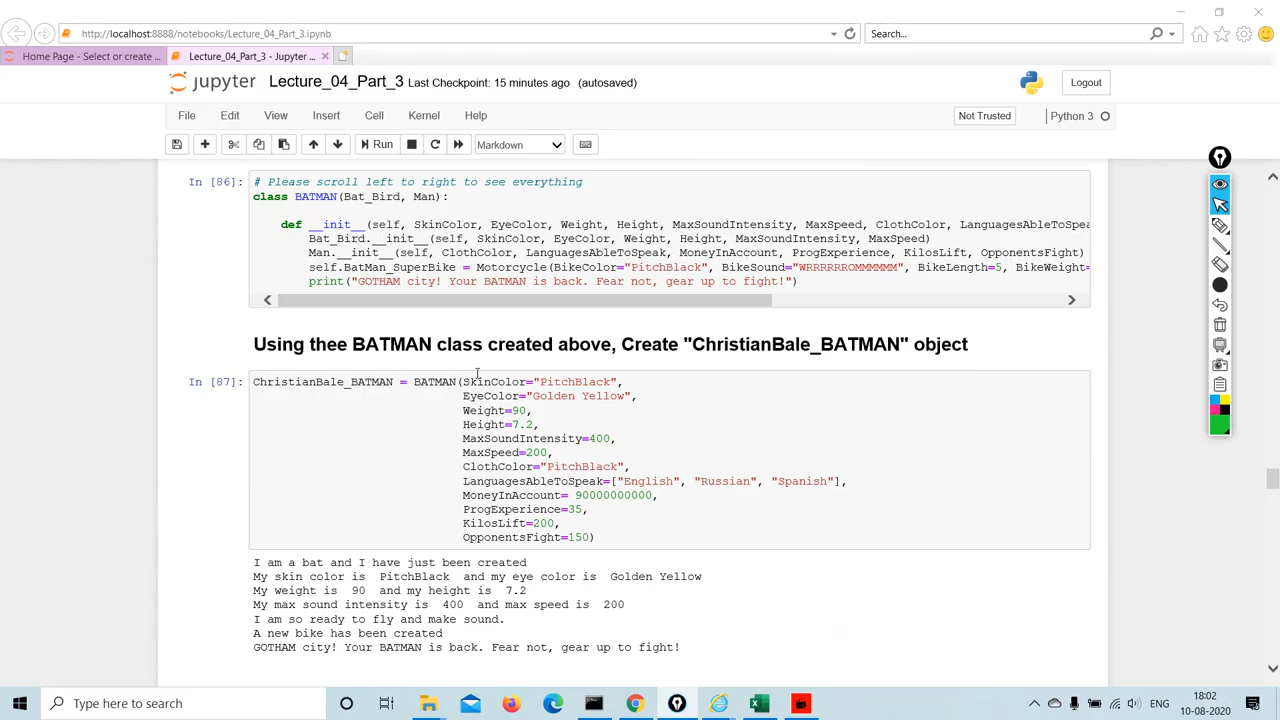 http://localhost:8888/notebooks/Lecture_04_Part_3.ipynb
Search...
Home Page - Select or create ...
Lecture_04_Part_3 - Jupyter ...
jupyter Lecture_04_Part_3 Last Checkpoint: 15 minutes ago (autosaved)
Logout
File Edit View Insert Cell Kernel Help
Not Trusted
Python 3
Run
Markdown
In [86]:
# Please scroll left to right to see everything
class BATMAN(Bat_Bird, Man):
def __init__(self, SkinColor, EyeColor, Weight, Height, MaxSoundIntensity, MaxSpeed, ClothColor, LanguagesAbleToSpea
Bat_Bird.__init__(self, SkinColor, EyeColor, Weight, Height, MaxSoundIntensity, MaxSpeed)
Man.__init__(self, ClothColor, LanguagesAbleToSpeak, MoneyInAccount, ProgExperience, KilosLift, OpponentsFight)
self.BatMan_SuperBike = Motorcycle(BikeColor="PitchBlack", BikeSound="WRRRRRROMMMMMM", BikeLength=5, BikeWeight=
print("GOTHAM city! Your BATMAN is back. Fear not, gear up to fight!")
Using thee BATMAN class created above, Create "ChristianBale_BATMAN" object
In [87]:
ChristianBale_BATMAN = BATMAN(SkinColor="PitchBlack",
EyeColor="Golden Yellow",
Weight=90,
Height=7.2,
MaxSoundIntensity=400,
MaxSpeed=200,
ClothColor="PitchBlack",
LanguagesAbleToSpeak=["English", "Russian", "Spanish"],
MoneyInAccount= 90000000000,
ProgExperience=35,
KilosLift=200,
OpponentsFight=150)
I am a bat and I have just been created
My skin color is PitchBlack and my eye color is Golden Yellow
My weight is 90 and my height is 7.2
My max sound intensity is 400 and max speed is 200
I am so ready to fly and make sound.
A new bike has been created
GOTHAM city! Your BATMAN is back. Fear not, gear up to fight!
Type here to search
ENG
18:02
10-08-2020